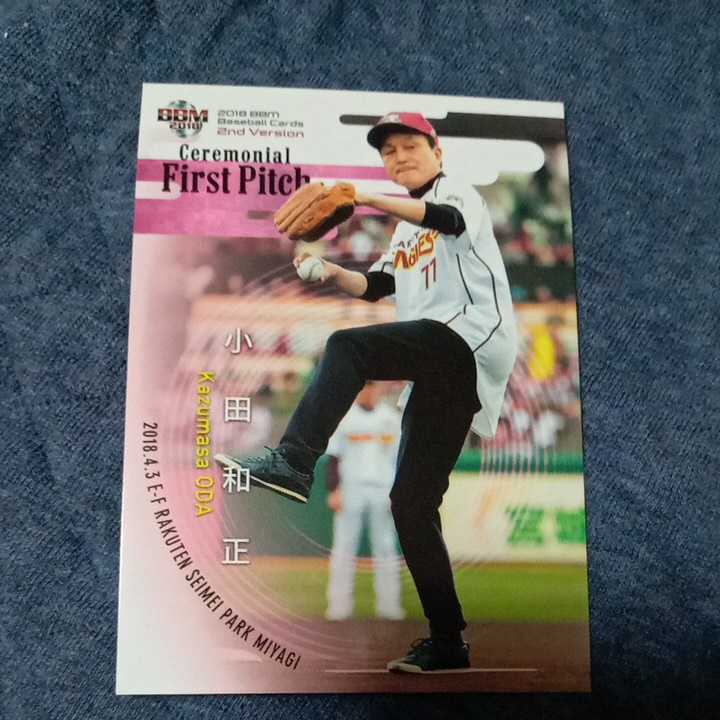 BBM
2018
2018 BBM
Baseball Cards
2nd Version
Ceremonial
First Pitch
77
小田和正
Kazumasa ODA
2018.4.3 E-F RAKUTEN SEIMEI PARK MIYAGI